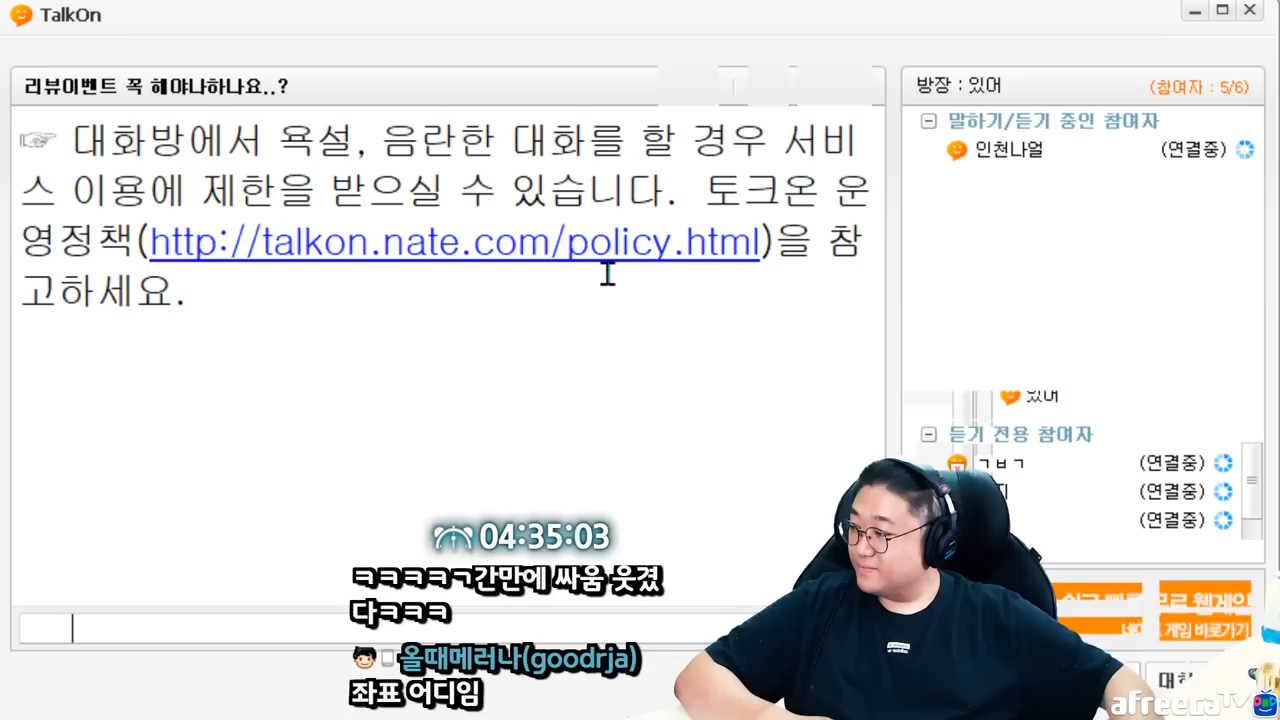 TalkOn
리뷰이벤트 꼭 헤야나하나요..?
☞ 대화방에서 욕설, 음란한 대화를 할 경우 서비
스 이용에 제한을 받으실 수 있습니다. 토크온 운
영정책(http://talkon.nate.com/policy.html)을 참
고하세요.
방장 : 있어
(참여자 : 5/6)
말하기/듣기 중인 참여자
인천나얼 (연결중)
있어
듣기 전용 참여자
ㄱㅂㄱ (연결중)
(연결중)
(연결중)
04:35:03
ㅋㅋㅋㅋㅋㄱ간만에 싸움 웃겼
다ㅋㅋㅋ
올때메러나(goodrja)
좌표 어디임
게임 바로가기
afreecaTV